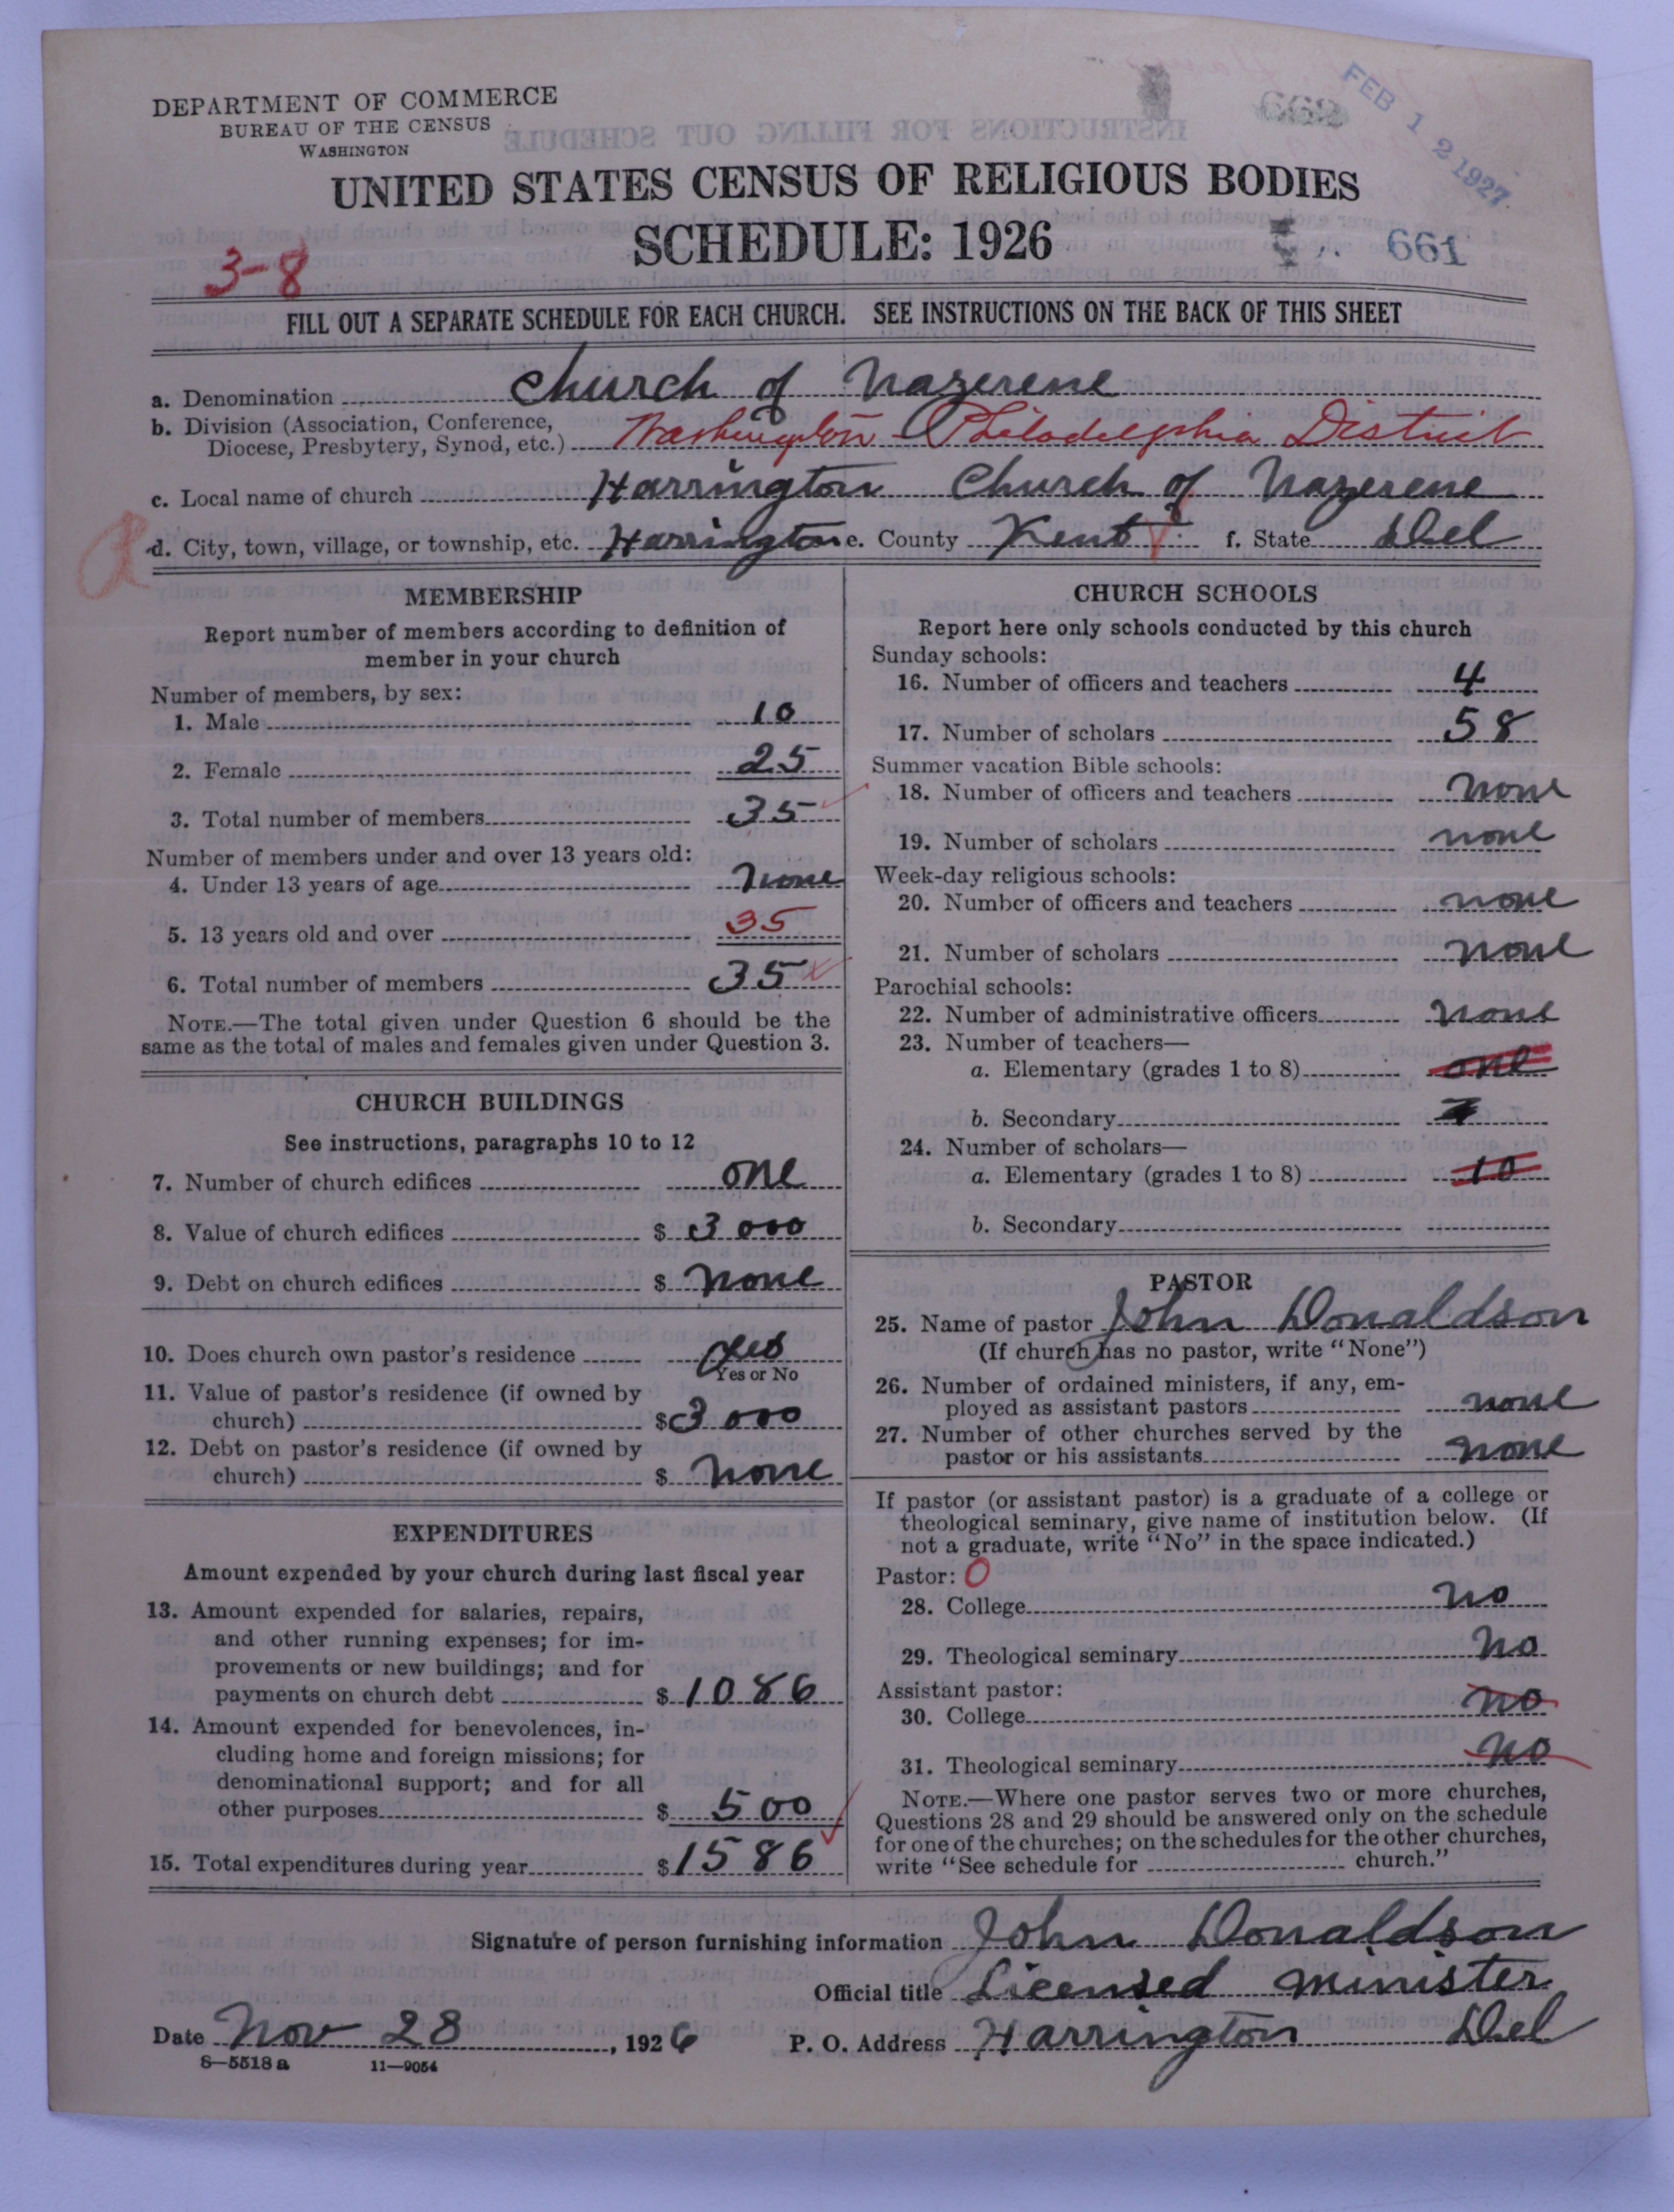 DEPARTMENT OF COMMERCE
BUREAU OF THE CENSUS
WASHINGTON
FEB 12 1927
UNITED STATES CENSUS OF RELIGIOUS BODIES
SCHEDULE: 1926
661
3-8
FILL OUT A SEPARATE SCHEDULE FOR EACH CHURCH. SEE INSTRUCTIONS ON THE BACK OF THIS SHEET
a. Denomination Church of Nazerene
b. Division (Association, Conference,
Diocese, Presbytery, Synod, etc.) Washington - Philadelphia District
c. Local name of church Harrington Church of Nazerene
d. City, town, village, or township, etc. Harrington e. County Kent f. State Del
MEMBERSHIP
Report number of members according to definition of
member in your church
Number of members, by sex:
1. Male 10
2. Female 25
3. Total number of members 35
Number of members under and over 13 years old:
4. Under 13 years of age None
5. 13 years old and over 35
6. Total number of members 35
NOTE.—The total given under Question 6 should be the
same as the total of males and females given under Question 3.
CHURCH BUILDINGS
See instructions, paragraphs 10 to 12
7. Number of church edifices one
8. Value of church edifices $ 3000
9. Debt on church edifices $ None
10. Does church own pastor's residence yes
Yes or No
11. Value of pastor's residence (if owned by
church) $ 3000
12. Debt on pastor's residence (if owned by
church) $ None
EXPENDITURES
Amount expended by your church during last fiscal year
13. Amount expended for salaries, repairs,
and other running expenses; for im-
provements or new buildings; and for
payments on church debt $ 1086
14. Amount expended for benevolences, in-
cluding home and foreign missions; for
denominational support; and for all
other purposes $ 500
15. Total expenditures during year $ 1586
CHURCH SCHOOLS
Report here only schools conducted by this church
Sunday schools:
16. Number of officers and teachers 4
17. Number of scholars 58
Summer vacation Bible schools:
18. Number of officers and teachers None
19. Number of scholars none
Week-day religious schools:
20. Number of officers and teachers none
21. Number of scholars none
Parochial schools:
22. Number of administrative officers none
23. Number of teachers—
a. Elementary (grades 1 to 8) one
b. Secondary
24. Number of scholars—
a. Elementary (grades 1 to 8) 10
b. Secondary
PASTOR
25. Name of pastor John Donaldson
(If church has no pastor, write "None")
26. Number of ordained ministers, if any, em-
ployed as assistant pastors none
27. Number of other churches served by the
pastor or his assistants none
If pastor (or assistant pastor) is a graduate of a college or
theological seminary, give name of institution below. (If
not a graduate, write "No" in the space indicated.)
Pastor: 0
28. College No
29. Theological seminary No
Assistant pastor:
30. College No
31. Theological seminary No
NOTE.—Where one pastor serves two or more churches,
Questions 28 and 29 should be answered only on the schedule
for one of the churches; on the schedules for the other churches,
write "See schedule for church."
Signature of person furnishing information John Donaldson
Official title Licensed minister
Date Nov 28, 1926 P. O. Address Harrington Del
8—5518a 11—9054